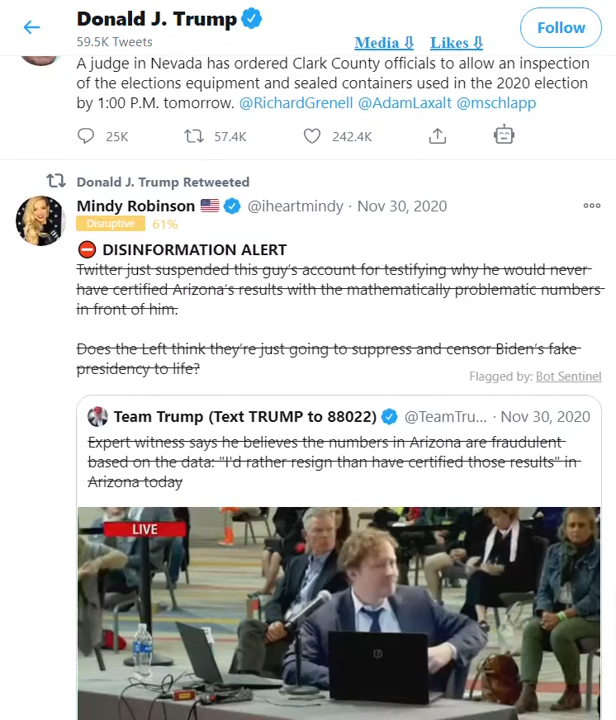 Donald J. Trump
59.5K Tweets
Media ⇩ Likes ⇩
Follow
A judge in Nevada has ordered Clark County officials to allow an inspection
of the elections equipment and sealed containers used in the 2020 election
by 1:00 P.M. tomorrow. @RichardGrenell @AdamLaxalt @mschlapp
25K 57.4K 242.4K
Donald J. Trump Retweeted
Mindy Robinson 🇺🇸 @iheartmindy · Nov 30, 2020
Disruptive 61%
⛔ DISINFORMATION ALERT
Twitter just suspended this guy's account for testifying why he would never
have certified Arizona's results with the mathematically problematic numbers
in front of him.
Does the Left think they're just going to suppress and censor Biden's fake
presidency to life?
Flagged by: Bot Sentinel
Team Trump (Text TRUMP to 88022) @TeamTru... · Nov 30, 2020
Expert witness says he believes the numbers in Arizona are fraudulent
based on the data: "I'd rather resign than have certified those results" in
Arizona today
LIVE